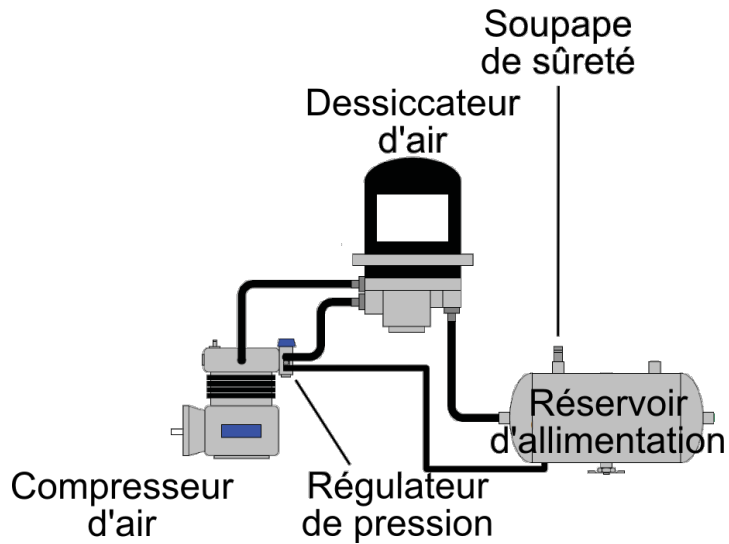 Soupape
de sûreté
Dessiccateur
d'air
Réservoir
d'allimentation
Compresseur
d'air
Régulateur
de pression